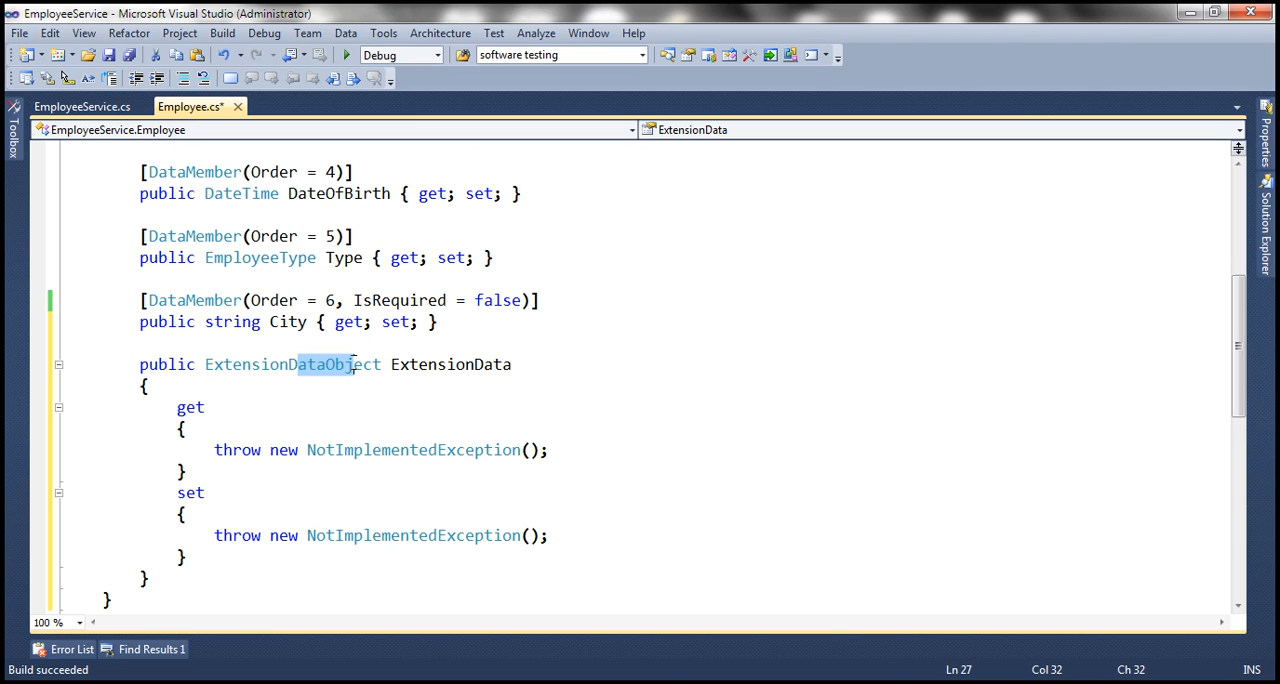 EmployeeService - Microsoft Visual Studio (Administrator)
File Edit View Refactor Project Build Debug Team Data Tools Architecture Test Analyze Window Help
Debug software testing
EmployeeService.cs Employee.cs*
EmployeeService.Employee ExtensionData
Toolbox
Properties
Solution Explorer
[DataMember(Order = 4)]
public DateTime DateOfBirth { get; set; }
[DataMember(Order = 5)]
public EmployeeType Type { get; set; }
[DataMember(Order = 6, IsRequired = false)]
public string City { get; set; }
public ExtensionDataObject ExtensionData
{
get
{
throw new NotImplementedException();
}
set
{
throw new NotImplementedException();
}
}
}
100 %
Error List Find Results 1
Build succeeded Ln 27 Col 32 Ch 32 INS